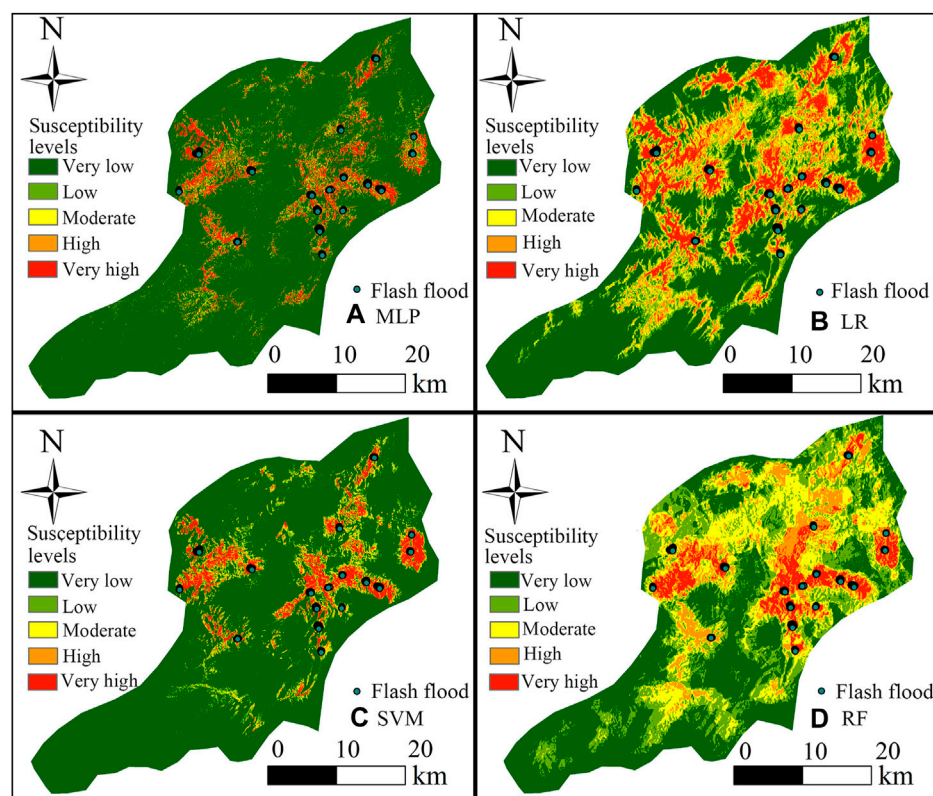 N
Susceptibility
levels
Very low
Low
Moderate
High
Very high
Flash flood
A MLP
0 10 20
km
N
Susceptibility
levels
Very low
Low
Moderate
High
Very high
Flash flood
B LR
0 10 20
km
N
Susceptibility
levels
Very low
Low
Moderate
High
Very high
Flash flood
C SVM
0 10 20
km
N
Susceptibility
levels
Very low
Low
Moderate
High
Very high
Flash flood
D RF
0 10 20
km